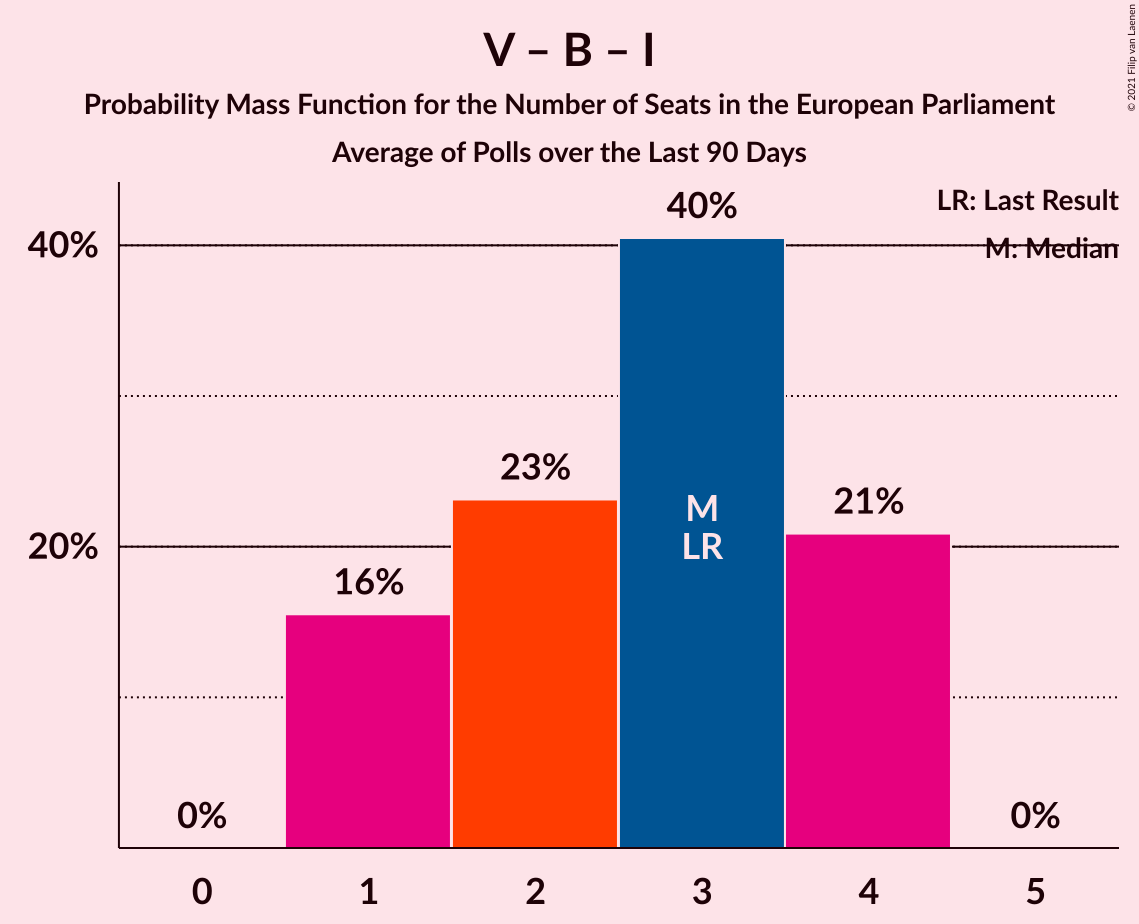 V – B – I
Probability Mass Function for the Number of Seats in the European Parliament
Average of Polls over the Last 90 Days
© 2021 Filip van Laenen
LR: Last Result
M: Median
40%
20%
0%
16%
23%
40%
21%
0%
M
LR
0 1 2 3 4 5